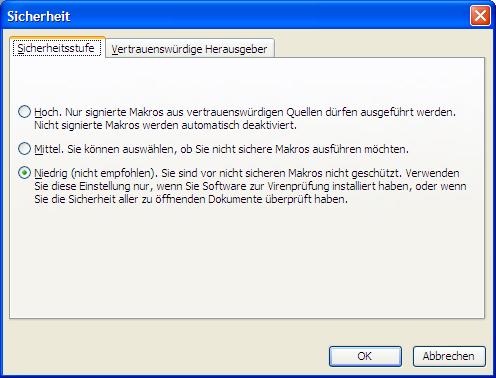 Sicherheit
Sicherheitsstufe
Vertrauenswürdige Herausgeber
Hoch. Nur signierte Makros aus vertrauenswürdigen Quellen dürfen ausgeführt werden.
Nicht signierte Makros werden automatisch deaktiviert.
Mittel. Sie können auswählen, ob Sie nicht sichere Makros ausführen möchten.
Niedrig (nicht empfohlen). Sie sind vor nicht sicheren Makros nicht geschützt. Verwenden
Sie diese Einstellung nur, wenn Sie Software zur Virenprüfung installiert haben, oder wenn
Sie die Sicherheit aller zu öffnenden Dokumente überprüft haben.
OK
Abbrechen